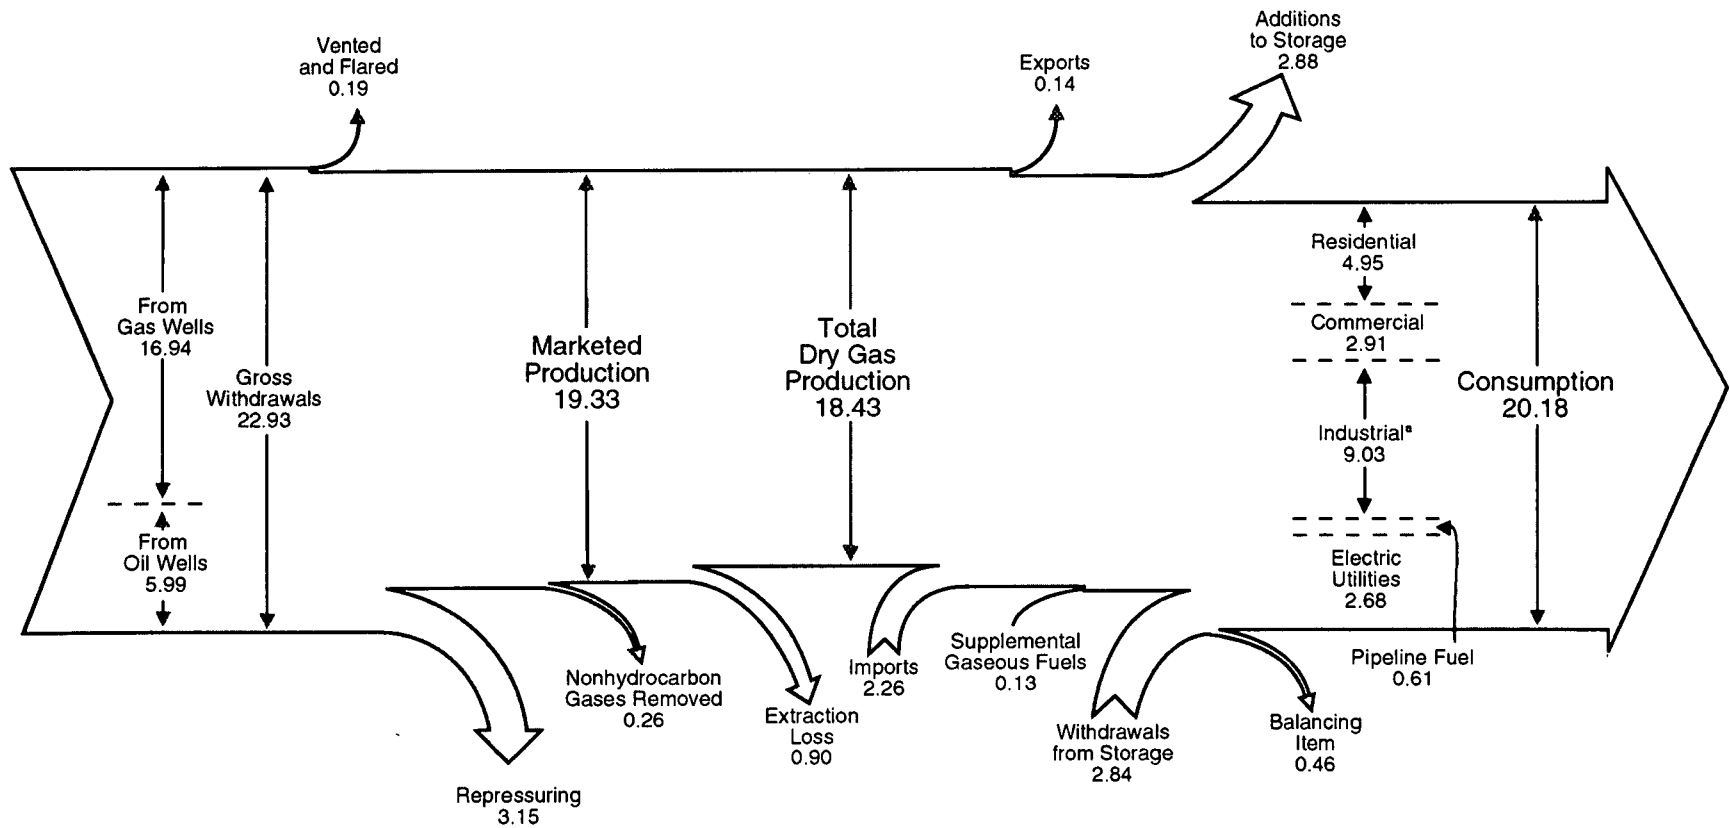 Vented
and Flared
0.19
Exports
0.14
Additions
to Storage
2.88
From
Gas Wells
16.94
Gross
Withdrawals
22.93
From
Oil Wells
5.99
Marketed
Production
19.33
Total
Dry Gas
Production
18.43
Residential
4.95
Commercial
2.91
Industrialᵃ
9.03
Electric
Utilities
2.68
Consumption
20.18
Repressuring
3.15
Nonhydrocarbon
Gases Removed
0.26
Extraction
Loss
0.90
Imports
2.26
Supplemental
Gaseous Fuels
0.13
Withdrawals
from Storage
2.84
Balancing
Item
0.46
Pipeline Fuel
0.61